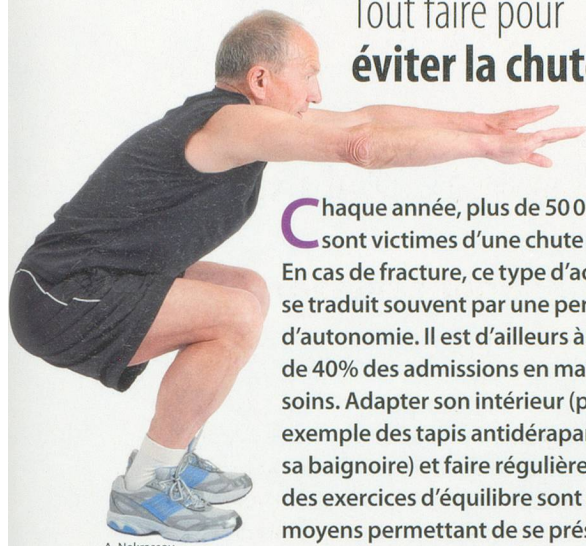 Tout faire pour
éviter la chut
Chaque année, plus de 50 0
sont victimes d'une chute
En cas de fracture, ce type d'a
se traduit souvent par une per
d'autonomie. Il est d'ailleurs à
de 40% des admissions en ma
soins. Adapter son intérieur (p
exemple des tapis antidérapa
sa baignoire) et faire régulière
des exercices d'équilibre sont
moyens permettant de se pré